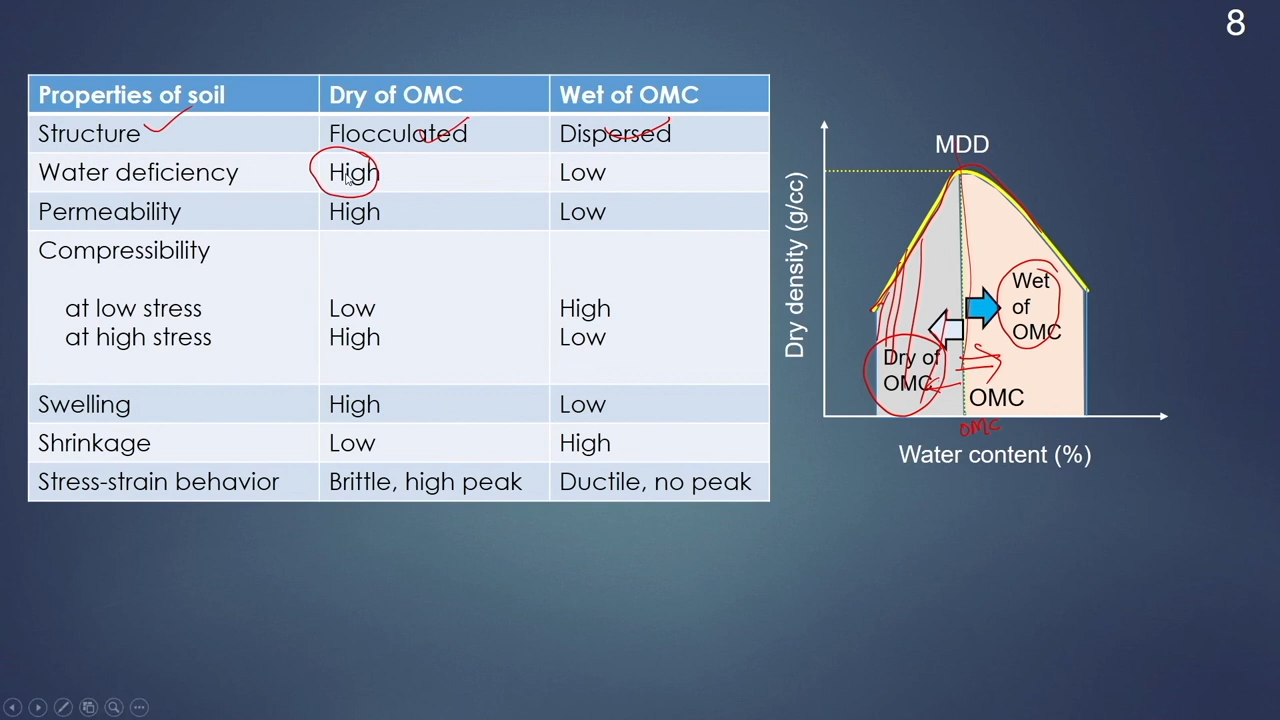 8
Properties of soil Dry of OMC Wet of OMC
Structure Flocculated Dispersed
Water deficiency High Low
Permeability High Low
Compressibility
at low stress Low High
at high stress High Low
Swelling High Low
Shrinkage Low High
Stress-strain behavior Brittle, high peak Ductile, no peak
MDD
Dry density (g/cc)
Wet
of
OMC
Dry of
OMC
OMC
OMC
Water content (%)